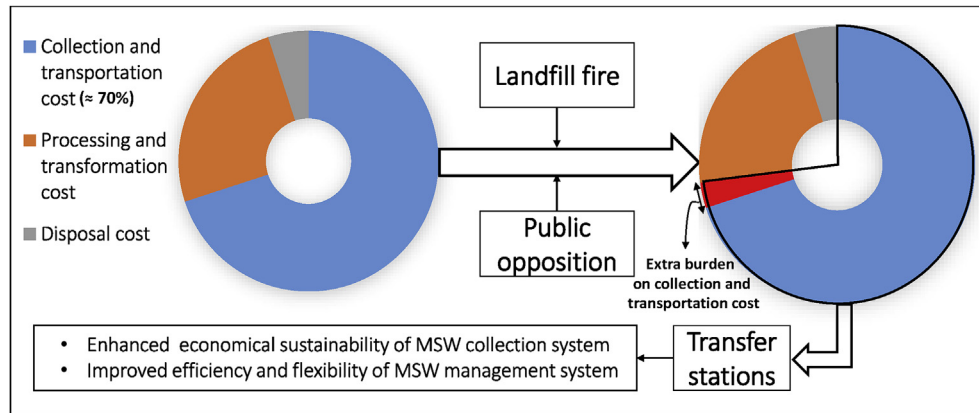 Collection and
transportation
cost (≈ 70%)
Processing and
transformation
cost
Disposal cost
Landfill fire
Public
opposition
Extra burden
on collection and
transportation cost
Transfer
stations
• Enhanced economical sustainability of MSW collection system
• Improved efficiency and flexibility of MSW management system